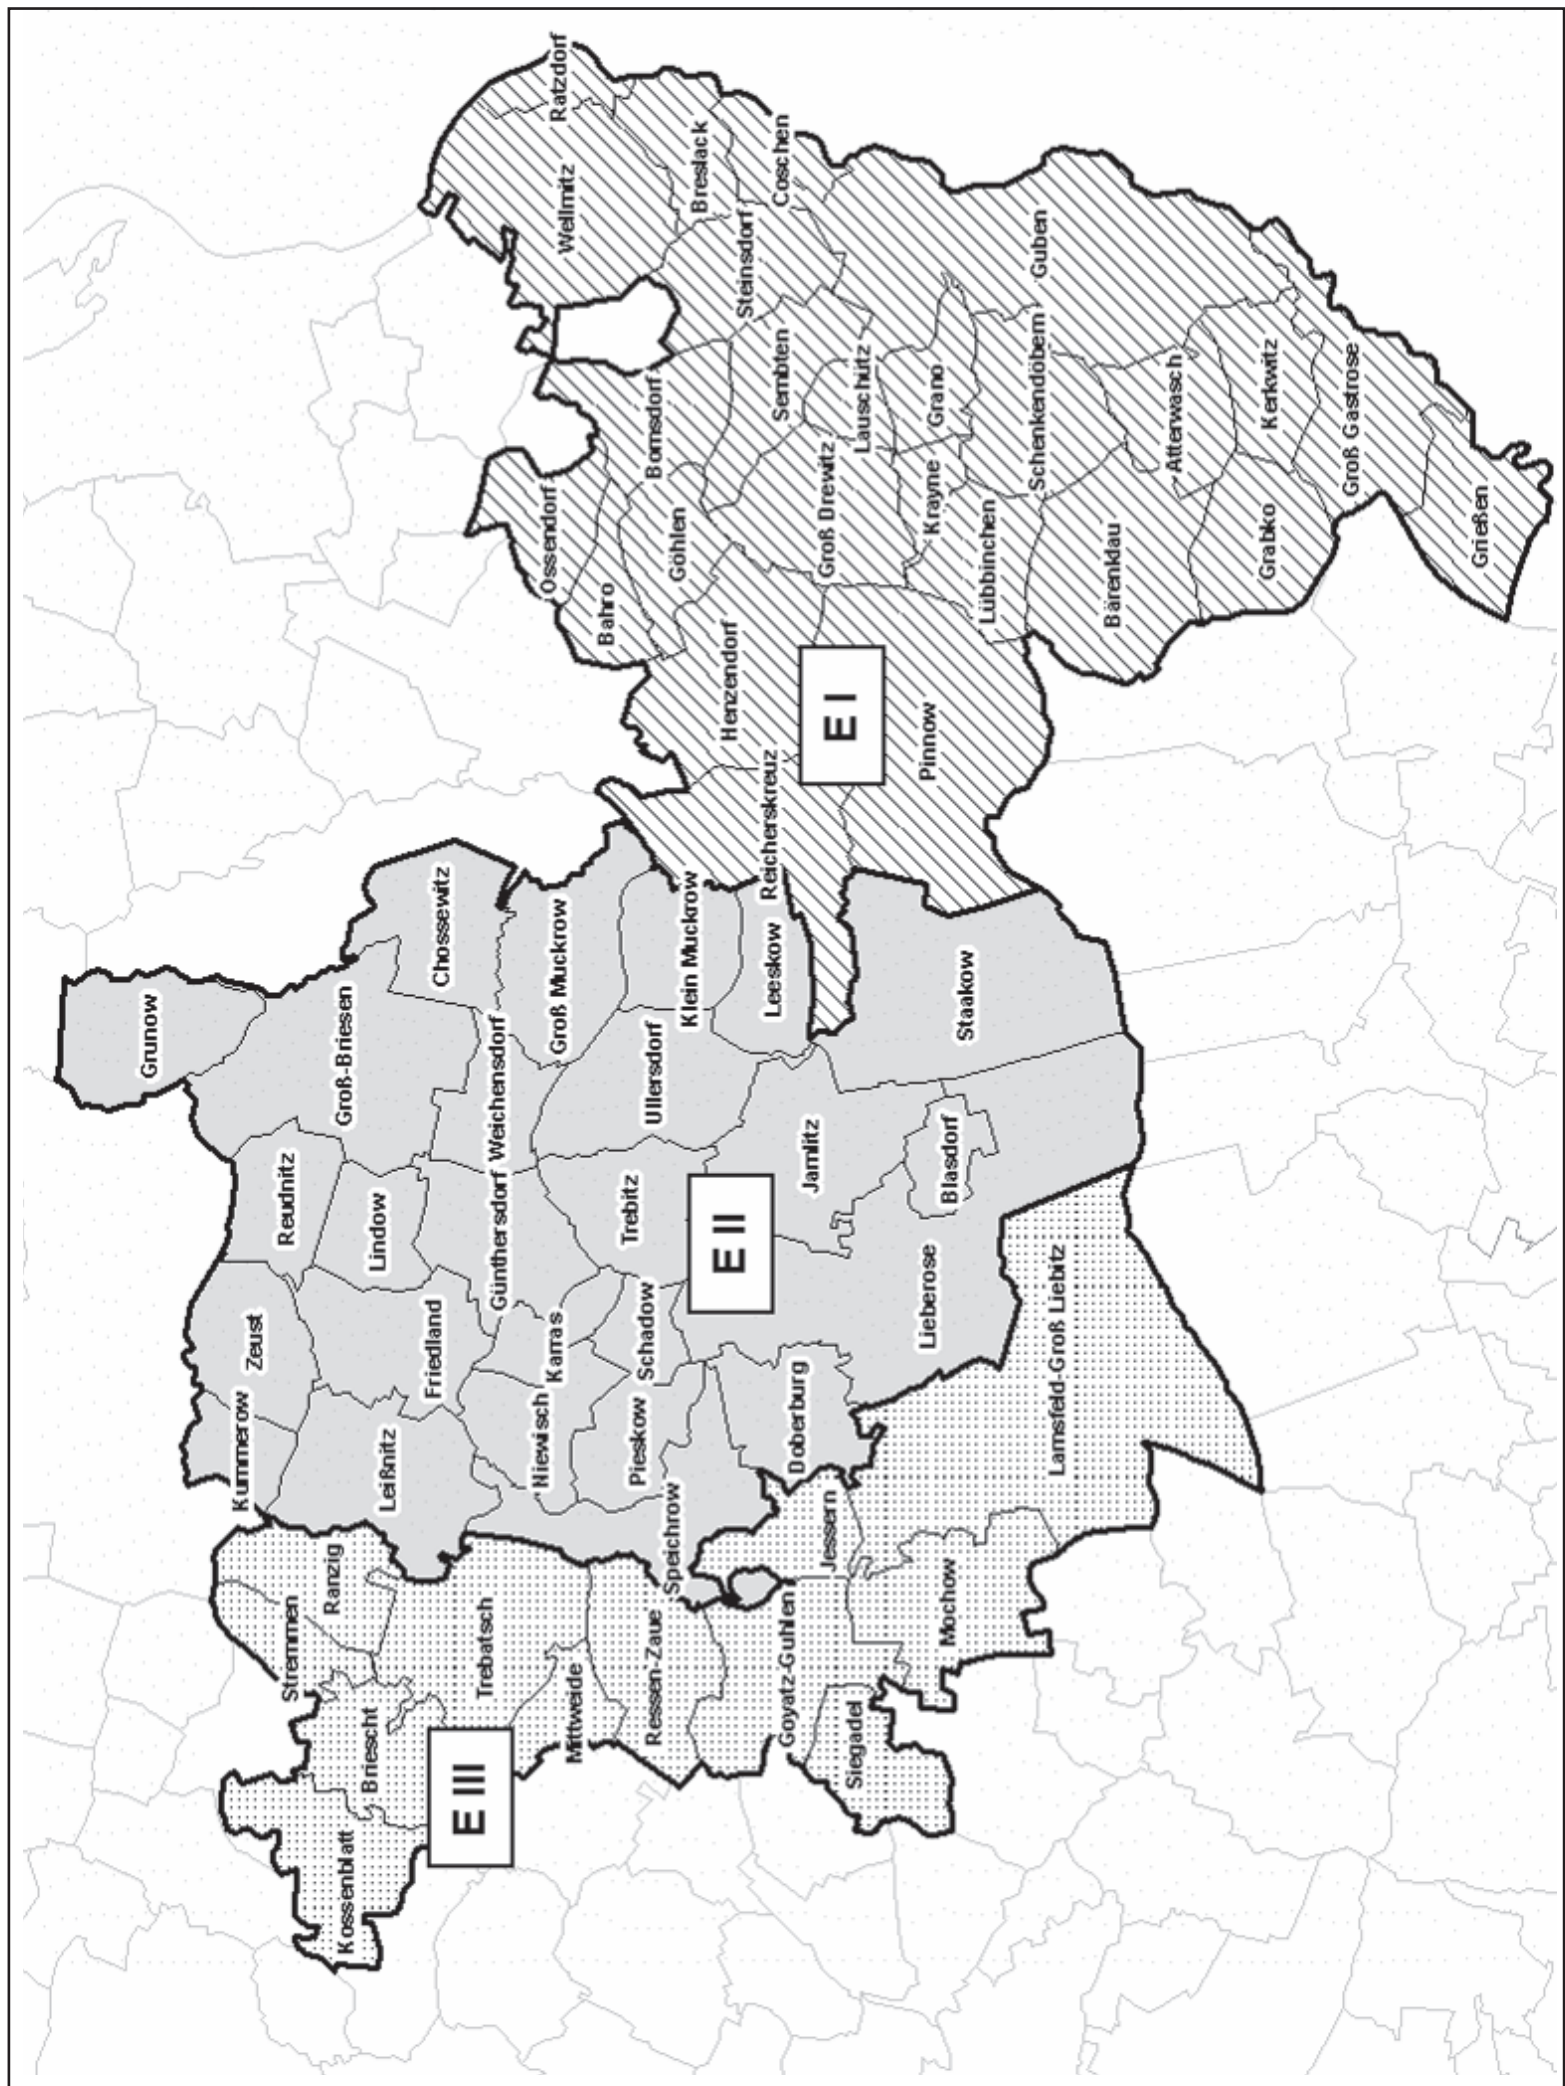 Grunow
Groß-Briesen
Chossewitz
Reudnitz
Lindow
Weichensdorf
Günthersdorf
Groß Muckrow
Klein Muckrow
Ullersdorf
Leeskow
Trebitz
Zeust
Kummerow
Friedland
Leißnitz
Karras
Niewisch
Schadow
Pieskow
Speichrow
E II
Jamlitz
Staakow
Blasdorf
Lieberose
Doberburg
Ratzdorf
Wellmitz
Breslack
Coschen
Steinsdorf
Guben
Sembten
Bomsdorf
Lauschütz
Grano
Schenkendöbern
Atterwasch
Kerkwitz
Groß Gastrose
Grießen
Grabko
Bärenklau
Lübbinchen
Krayne
Groß Drewitz
Göhlen
Ossendorf
Bahro
Henzendorf
E I
Pinnow
Reicherskreuz
Ranzig
Stremmen
Trebatsch
Briescht
Kossenblatt
E III
Mittweide
Ressen-Zaue
Goyatz-Guhlen
Jessern
Siegadel
Mochow
Lamsfeld-Groß Liebitz